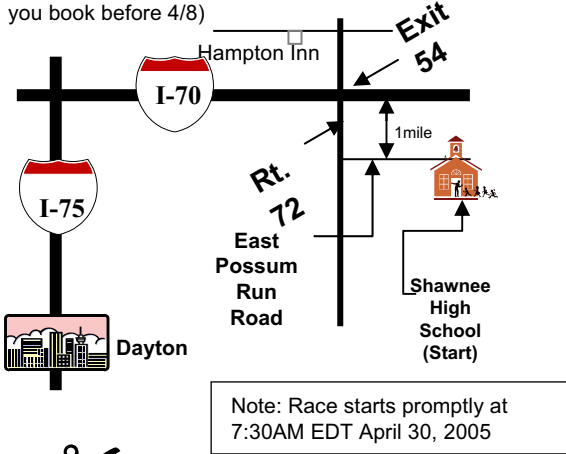 you book before 4/8)
Hampton Inn
Exit
54
I-70
1mile
Rt.
72
I-75
East
Possum
Run
Road
Shawnee
High
School
(Start)
Dayton
Note: Race starts promptly at
7:30AM EDT April 30, 2005